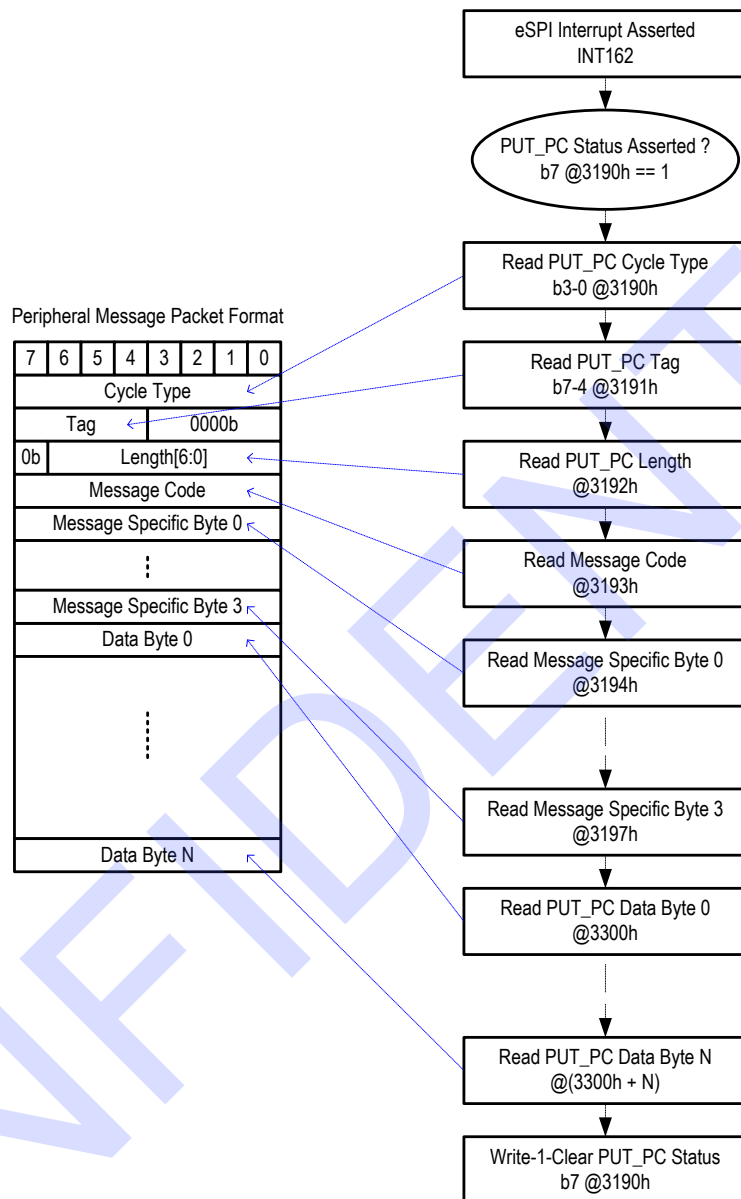 eSPI Interrupt Asserted
INT162
PUT_PC Status Asserted ?
b7 @3190h == 1
Read PUT_PC Cycle Type
b3-0 @3190h
Read PUT_PC Tag
b7-4 @3191h
Read PUT_PC Length
@3192h
Read Message Code
@3193h
Read Message Specific Byte 0
@3194h
Read Message Specific Byte 3
@3197h
Read PUT_PC Data Byte 0
@3300h
Read PUT_PC Data Byte N
@(3300h + N)
Write-1-Clear PUT_PC Status
b7 @3190h
Peripheral Message Packet Format
7 6 5 4 3 2 1 0
Cycle Type
Tag 0000b
0b Length[6:0]
Message Code
Message Specific Byte 0
Message Specific Byte 3
Data Byte 0
Data Byte N
NFIDENT